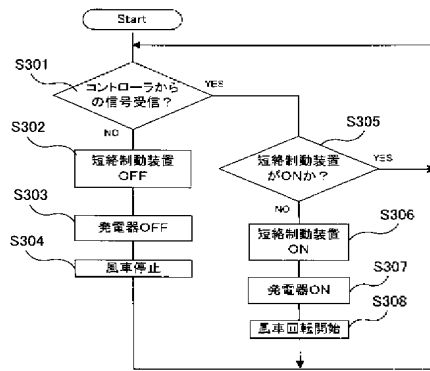 Start
S301
コントローラから
の信号受信？
YES
NO
S302
短絡制動装置
OFF
S303
発電器OFF
S304
風車停止
S305
短絡制動装置
がONか？
YES
NO
S306
短絡制動装置
ON
S307
発電器ON
S308
風車回転開始